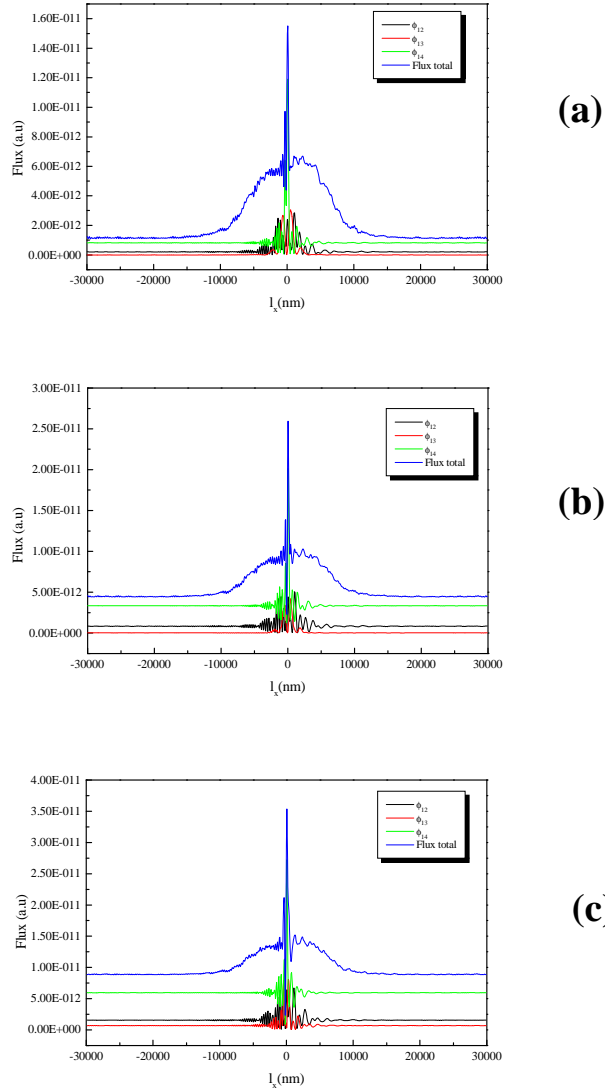 1.60E-011
1.40E-011
1.20E-011
1.00E-011
8.00E-012
6.00E-012
4.00E-012
2.00E-012
0.00E+000
Flux (a.u)
ϕ12
ϕ13
ϕ14
Flux total
-30000 -20000 -10000 0 10000 20000 30000
lx(nm)
(a)
3.00E-011
2.50E-011
2.00E-011
1.50E-011
1.00E-011
5.00E-012
0.00E+000
Flux (a.u)
ϕ12
ϕ13
ϕ14
Flux total
-30000 -20000 -10000 0 10000 20000 30000
lx(nm)
(b)
4.00E-011
3.50E-011
3.00E-011
2.50E-011
2.00E-011
1.50E-011
1.00E-011
5.00E-012
0.00E+000
Flux (a.u)
ϕ12
ϕ13
ϕ14
Flux total
-30000 -20000 -10000 0 10000 20000 30000
lx(nm)
(c)